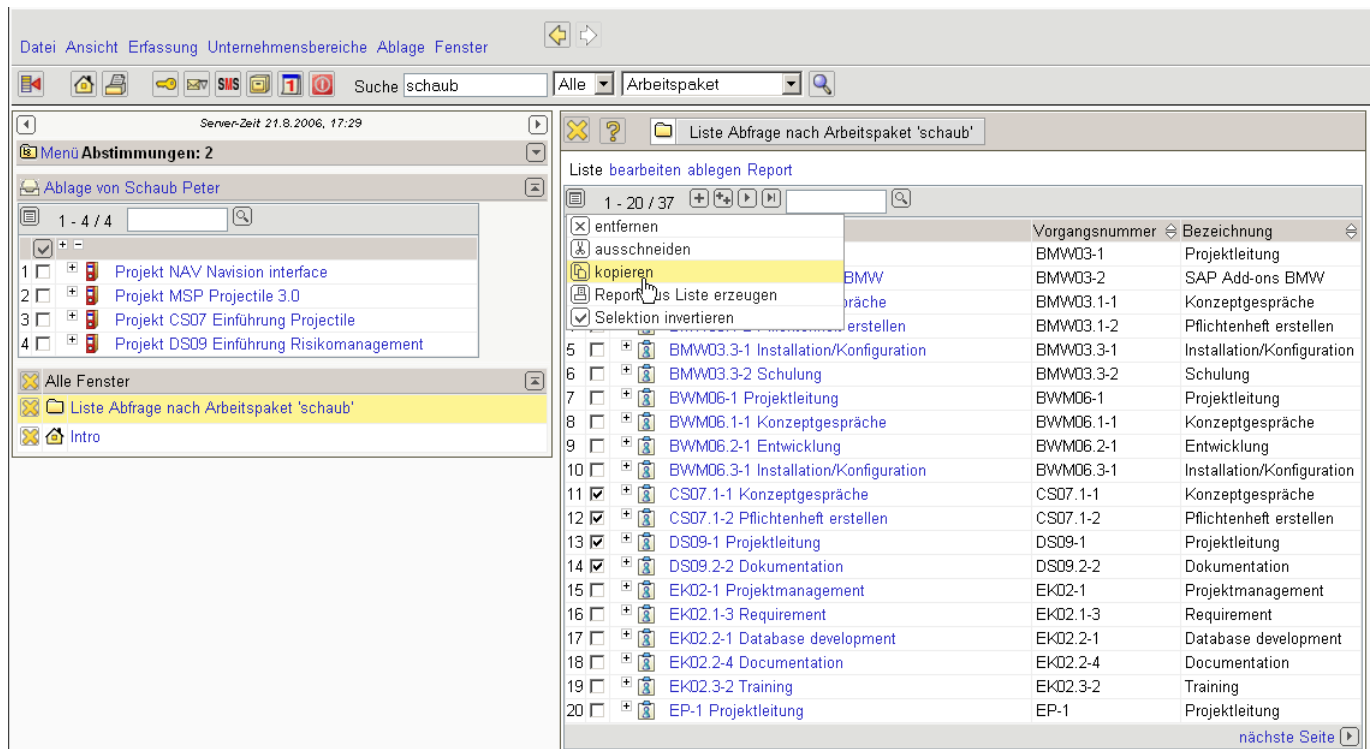 Datei Ansicht Erfassung Unternehmensbereiche Ablage Fenster
SMS 1 Suche schaub Alle Arbeitspaket
Server-Zeit 21.8.2006, 17:29
Menü Abstimmungen: 2
Ablage von Schaub Peter
1 - 4 / 4
1 Projekt NAV Navision interface
2 Projekt MSP Projectile 3.0
3 Projekt CS07 Einführung Projectile
4 Projekt DS09 Einführung Risikomanagement
Alle Fenster
Liste Abfrage nach Arbeitspaket 'schaub'
Intro
? Liste Abfrage nach Arbeitspaket 'schaub'
Liste bearbeiten ablegen Report
1 - 20 / 37
entfernen
ausschneiden
kopieren
Report aus Liste erzeugen
Selektion invertieren
Vorgangsnummer Bezeichnung
BMW03-1 Projektleitung
BMW BMW03-2 SAP Add-ons BMW
präche BMW03.1-1 Konzeptgespräche
erstellen BMW03.1-2 Pflichtenheft erstellen
5 BMW03.3-1 Installation/Konfiguration BMW03.3-1 Installation/Konfiguration
6 BMW03.3-2 Schulung BMW03.3-2 Schulung
7 BWM06-1 Projektleitung BWM06-1 Projektleitung
8 BWM06.1-1 Konzeptgespräche BWM06.1-1 Konzeptgespräche
9 BWM06.2-1 Entwicklung BWM06.2-1 Entwicklung
10 BWM06.3-1 Installation/Konfiguration BWM06.3-1 Installation/Konfiguration
11 CS07.1-1 Konzeptgespräche CS07.1-1 Konzeptgespräche
12 CS07.1-2 Pflichtenheft erstellen CS07.1-2 Pflichtenheft erstellen
13 DS09-1 Projektleitung DS09-1 Projektleitung
14 DS09.2-2 Dokumentation DS09.2-2 Dokumentation
15 EK02-1 Projektmanagement EK02-1 Projektmanagement
16 EK02.1-3 Requirement EK02.1-3 Requirement
17 EK02.2-1 Database development EK02.2-1 Database development
18 EK02.2-4 Documentation EK02.2-4 Documentation
19 EK02.3-2 Training EK02.3-2 Training
20 EP-1 Projektleitung EP-1 Projektleitung
nächste Seite